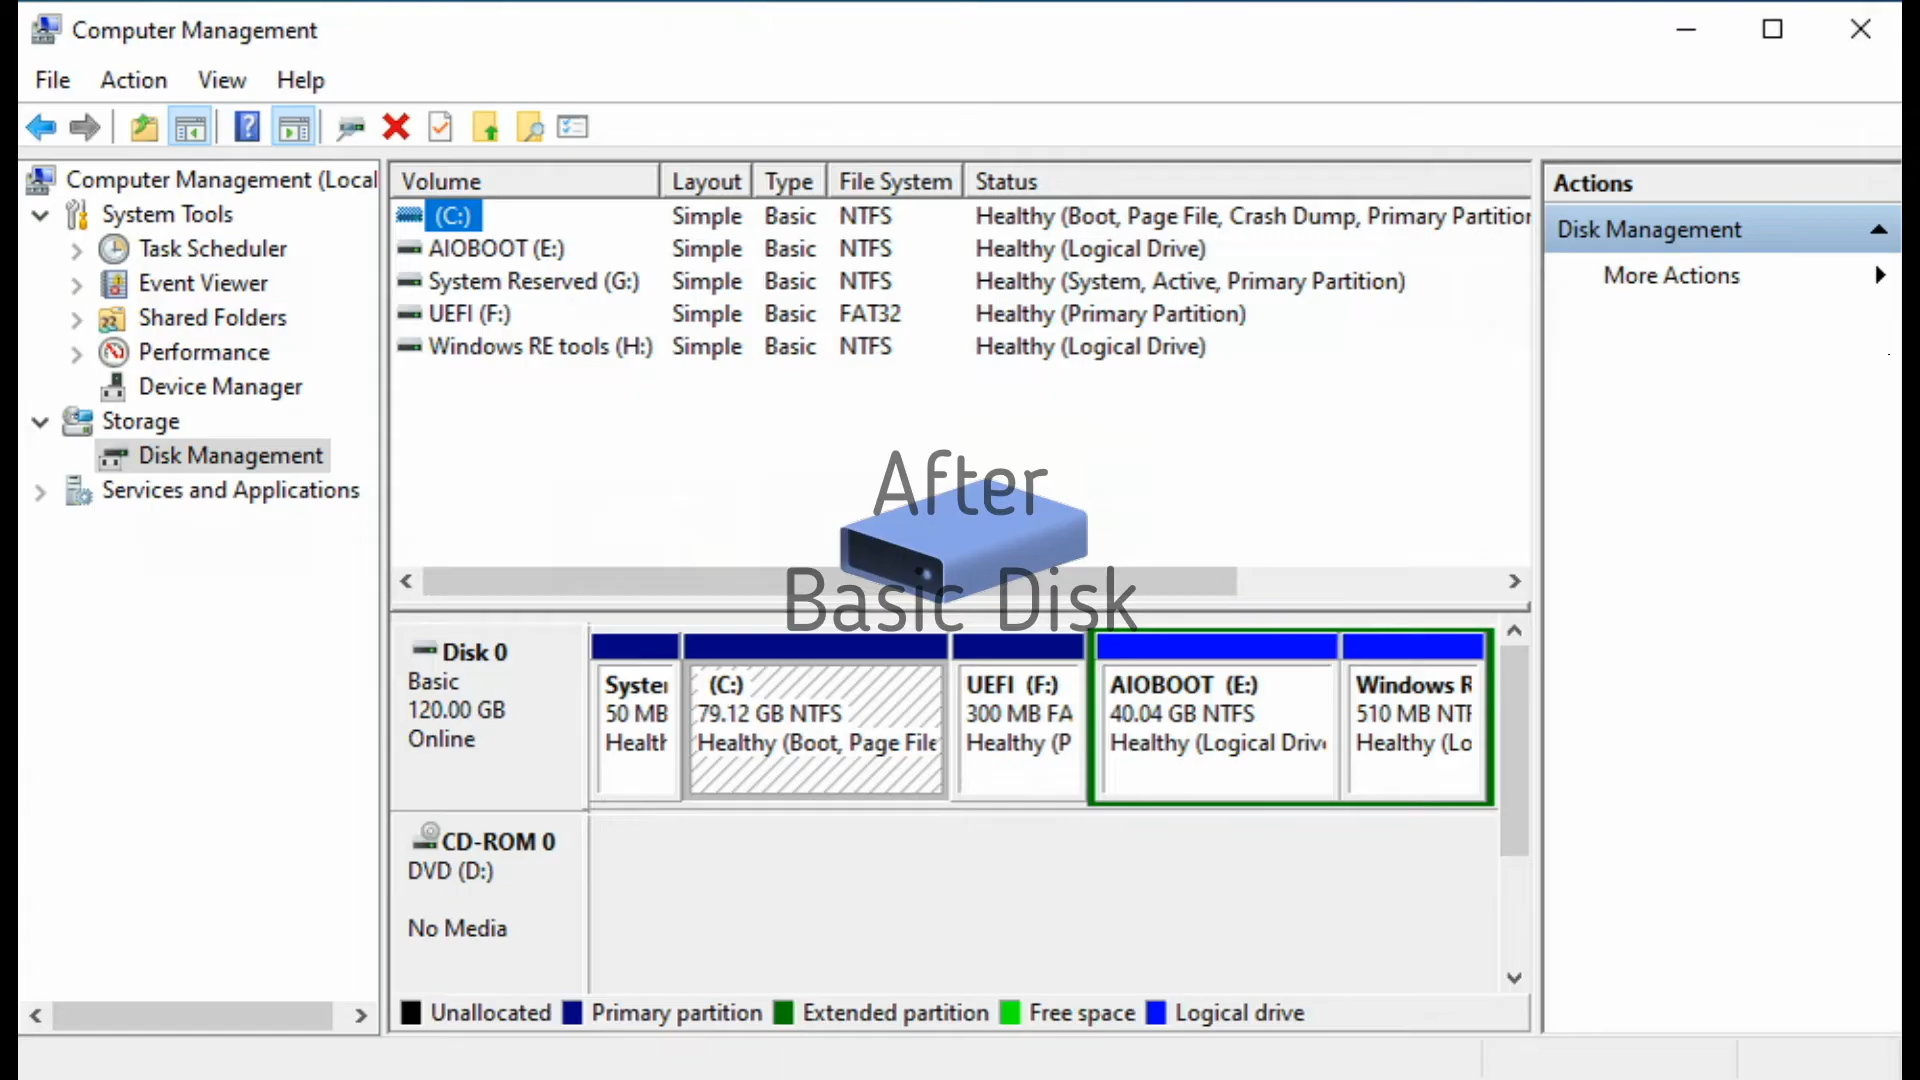 Computer Management
File Action View Help
Computer Management (Local
System Tools
Task Scheduler
Event Viewer
Shared Folders
Performance
Device Manager
Storage
Disk Management
Services and Applications
Volume Layout Type File System Status
(C:) Simple Basic NTFS Healthy (Boot, Page File, Crash Dump, Primary Partition
AIOBOOT (E:) Simple Basic NTFS Healthy (Logical Drive)
System Reserved (G:) Simple Basic NTFS Healthy (System, Active, Primary Partition)
UEFI (F:) Simple Basic FAT32 Healthy (Primary Partition)
Windows RE tools (H:) Simple Basic NTFS Healthy (Logical Drive)
After
Basic Disk
Disk 0
Basic
120.00 GB
Online
Syster
50 MB
Health
(C:)
79.12 GB NTFS
Healthy (Boot, Page File
UEFI (F:)
300 MB FA
Healthy (P
AIOBOOT (E:)
40.04 GB NTFS
Healthy (Logical Drive
Windows R
510 MB NTF
Healthy (Lo
CD-ROM 0
DVD (D:)
No Media
Unallocated Primary partition Extended partition Free space Logical drive
Actions
Disk Management
More Actions